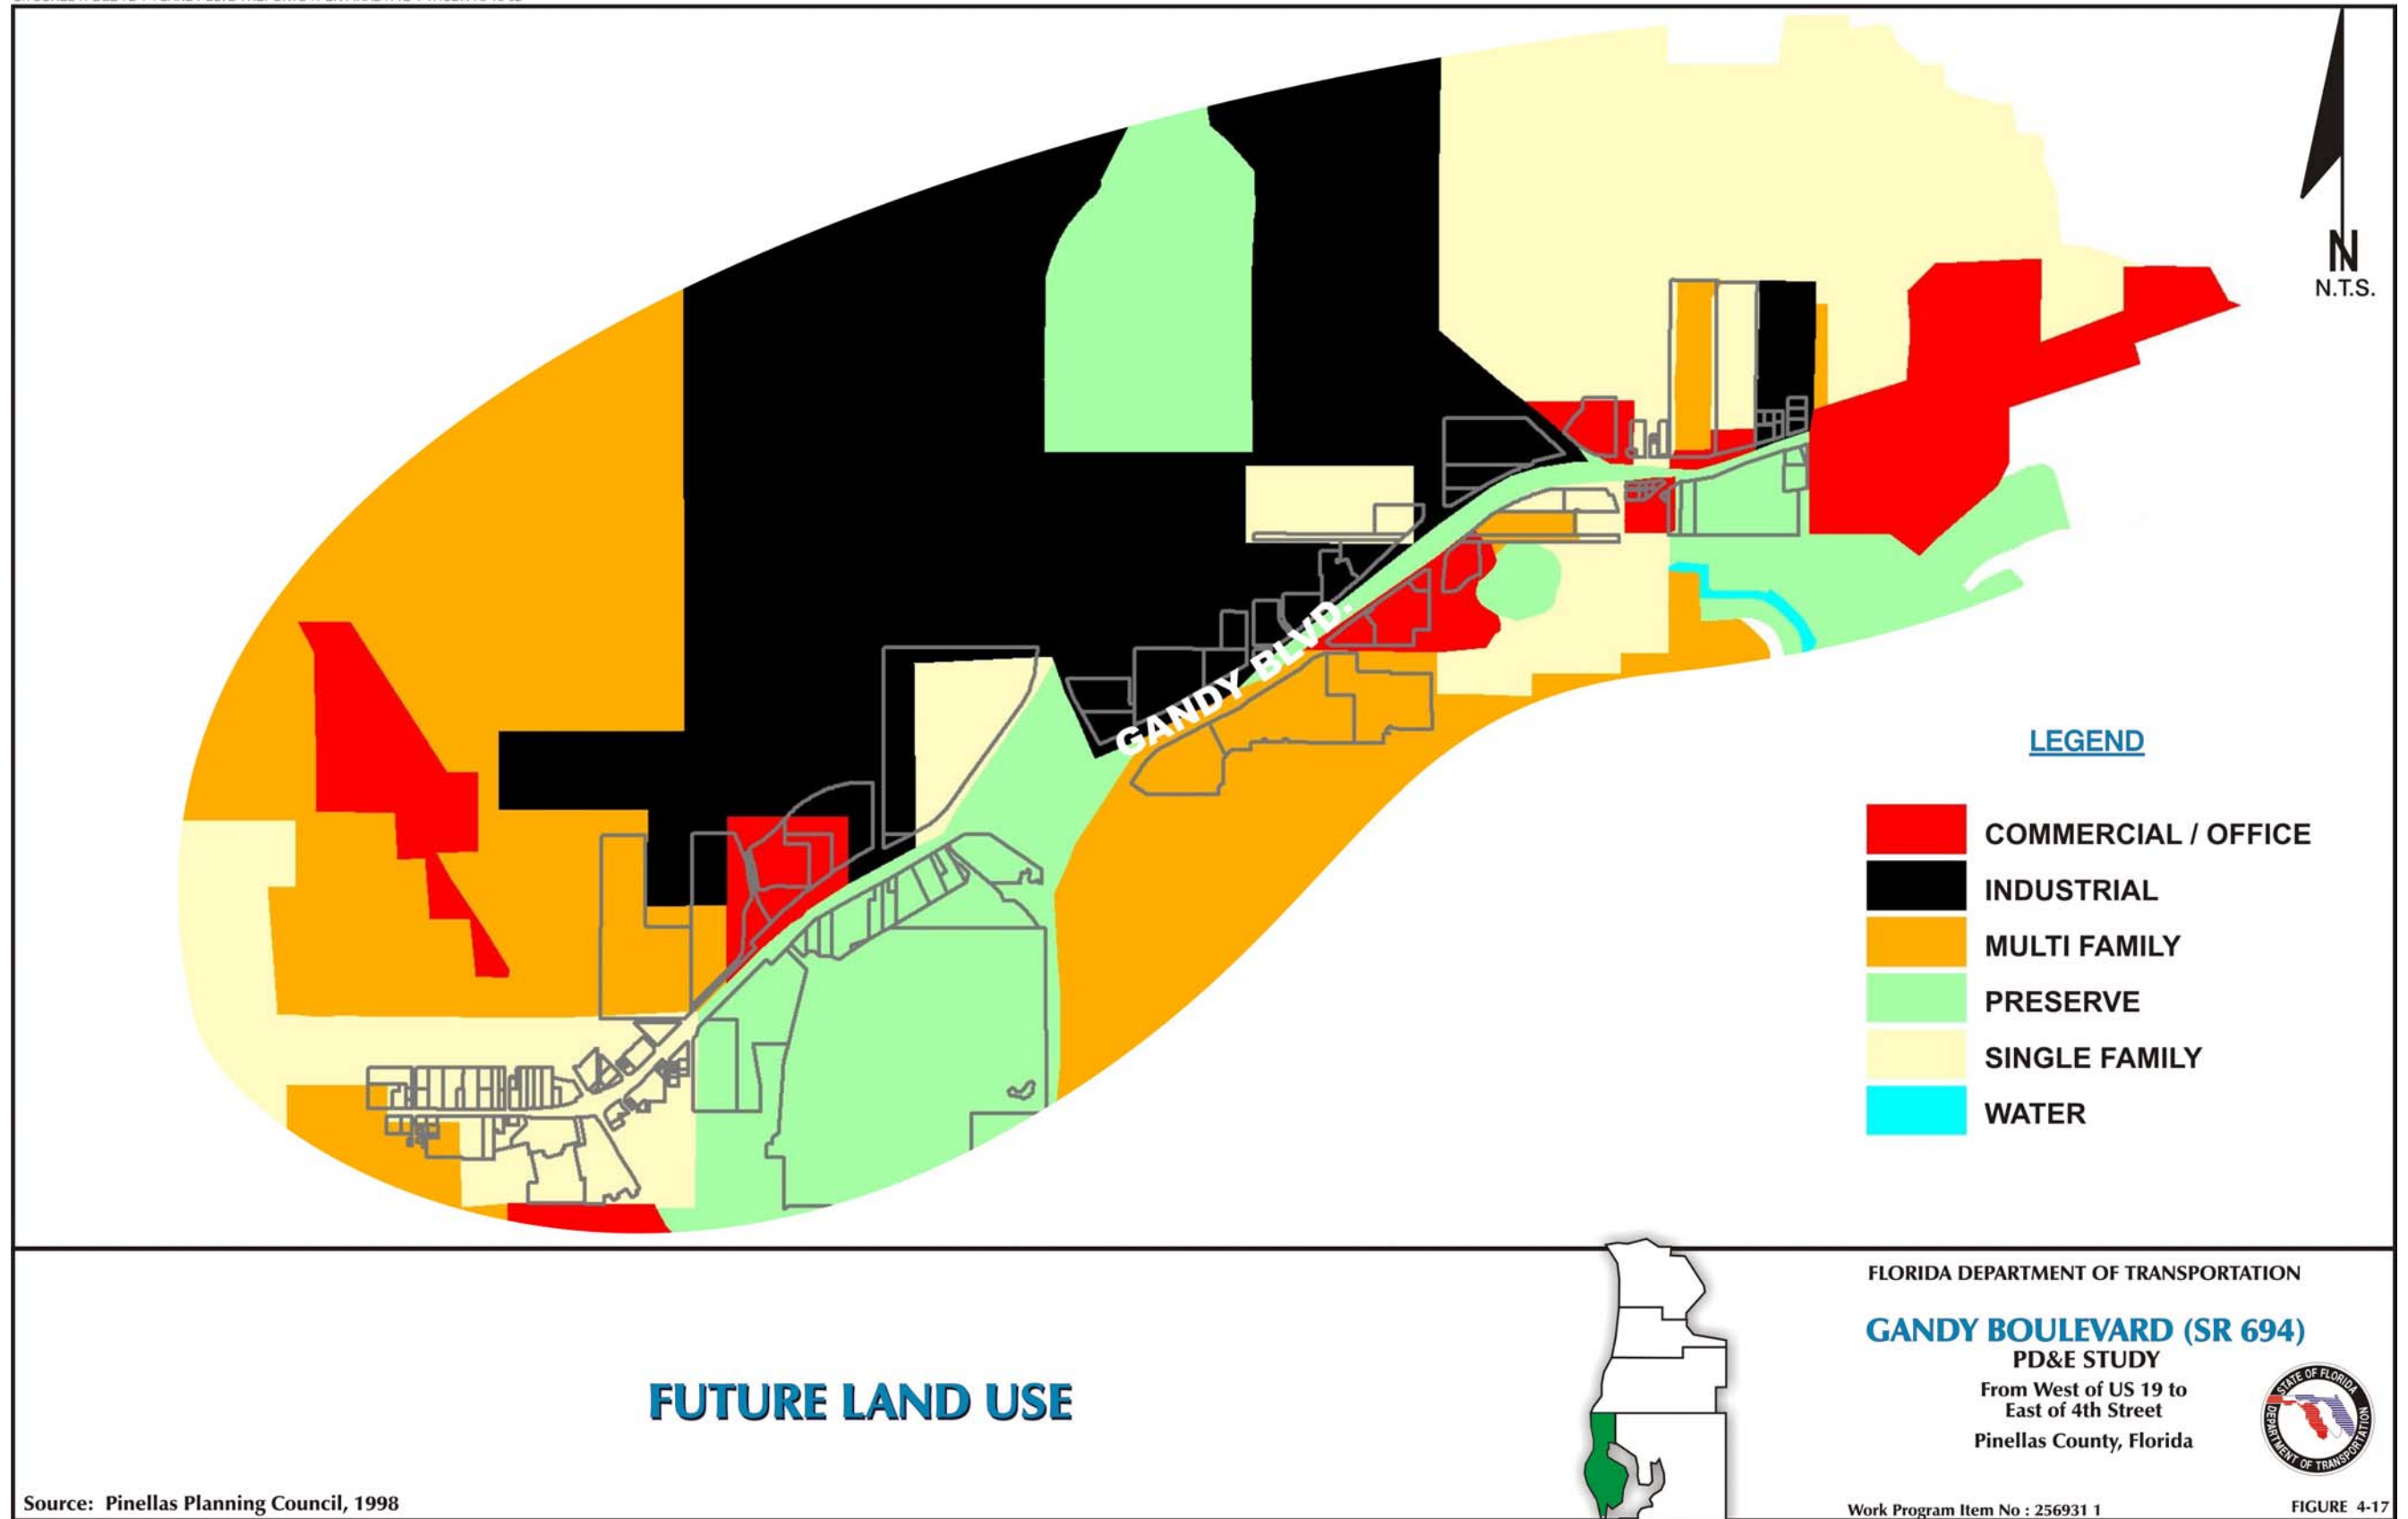 GANDY BLVD.
N
N.T.S.
LEGEND
COMMERCIAL / OFFICE
INDUSTRIAL
MULTI FAMILY
PRESERVE
SINGLE FAMILY
WATER
FUTURE LAND USE
Source: Pinellas Planning Council, 1998
FLORIDA DEPARTMENT OF TRANSPORTATION
GANDY BOULEVARD (SR 694)
PD&E STUDY
From West of US 19 to
East of 4th Street
Pinellas County, Florida
STATE OF FLORIDA
DEPARTMENT OF TRANSPORTATION
Work Program Item No : 256931 1
FIGURE 4-17